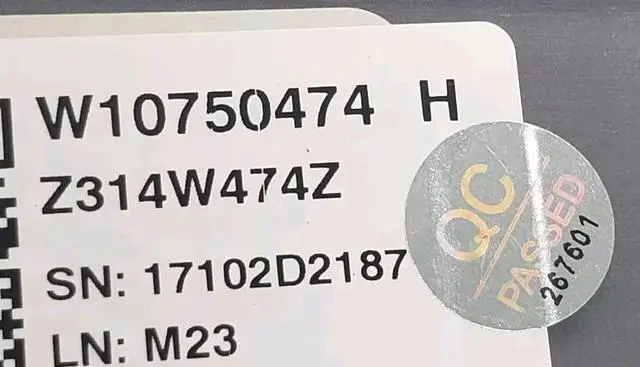 W10750474 H
Z314W474Z
SN: 17102D2187
LN: M23
QC
PASSED
267601